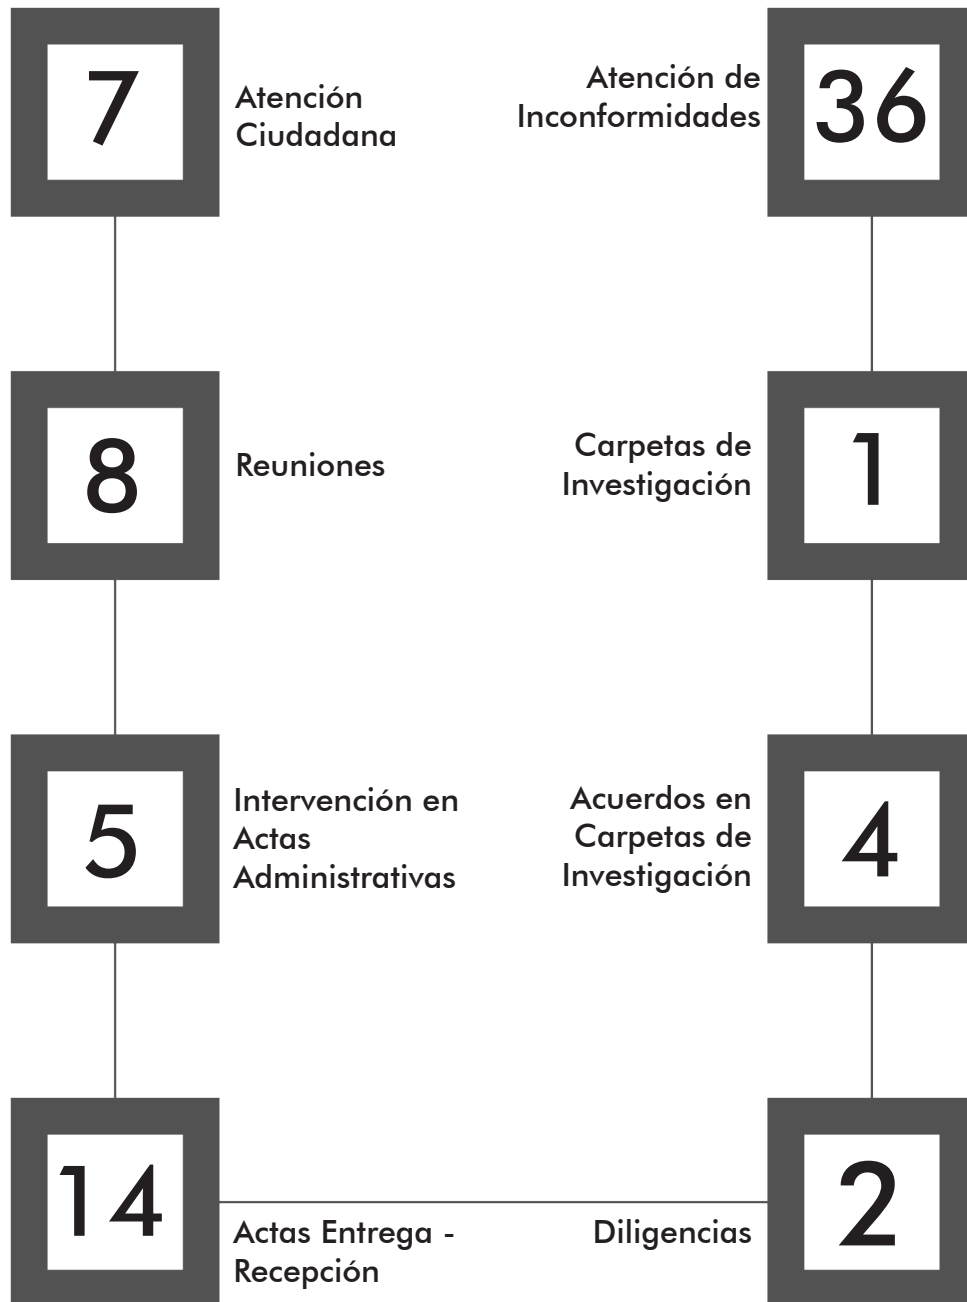 7
Atención
Ciudadana
Atención de
Inconformidades
36
8
Reuniones
Carpetas de
Investigación
1
5
Intervención en
Actas
Administrativas
Acuerdos en
Carpetas de
Investigación
4
14
Actas Entrega -
Recepción
Diligencias
2